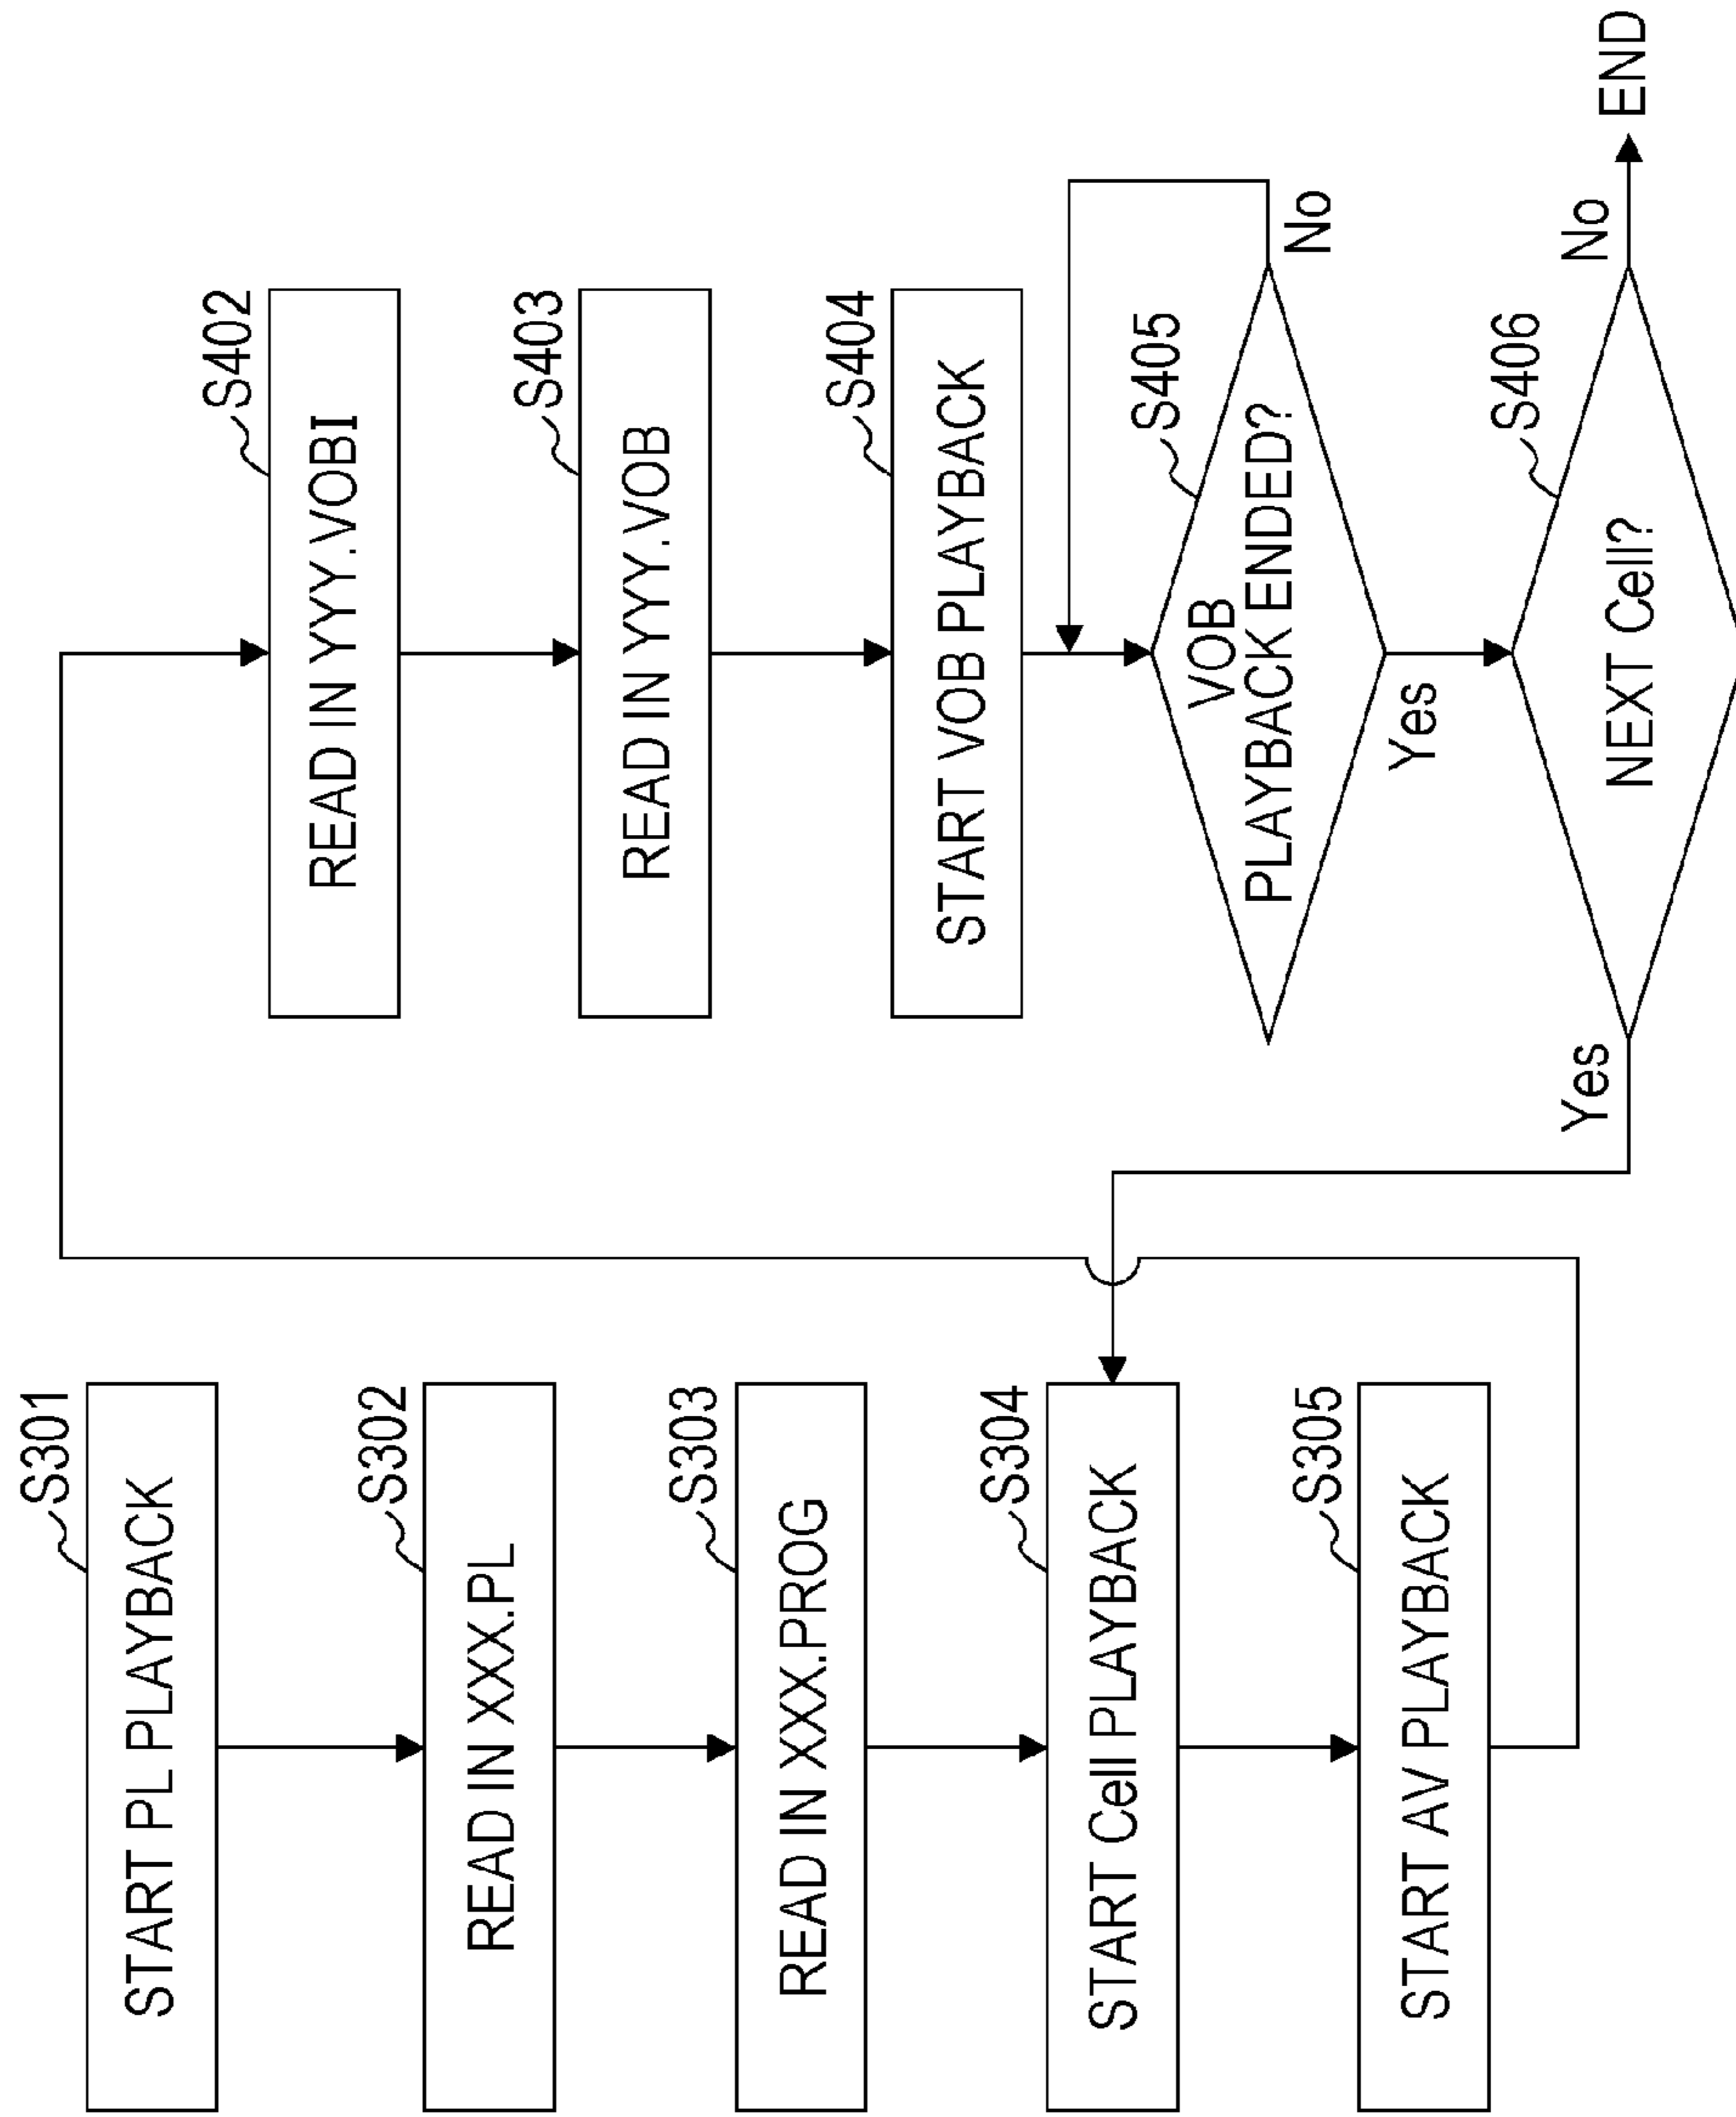 S301
START PL PLAYBACK
S302
READ IN XXX.PL
S303
READ IN XXX.PROG
S304
START Cell PLAYBACK
S305
START AV PLAYBACK
S402
READ IN YYY.VOBI
S403
READ IN YYY.VOB
S404
START VOB PLAYBACK
S405
VOB
PLAYBACK ENDED?
No
Yes
S406
NEXT Cell?
Yes
No
END